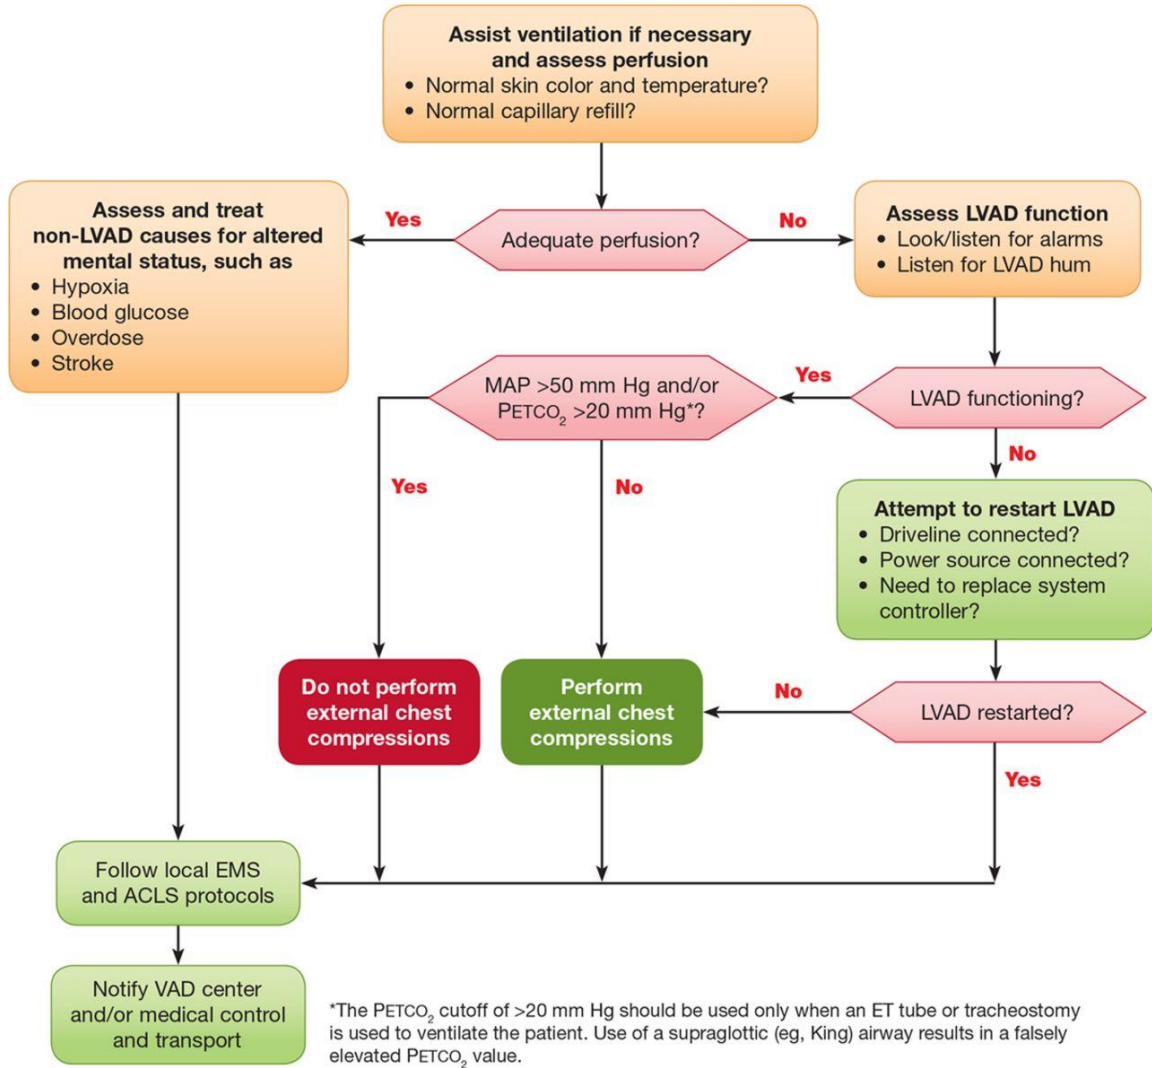 Assist ventilation if necessary
and assess perfusion
• Normal skin color and temperature?
• Normal capillary refill?
Adequate perfusion?
Yes
No
Assess and treat
non-LVAD causes for altered
mental status, such as
• Hypoxia
• Blood glucose
• Overdose
• Stroke
Assess LVAD function
• Look/listen for alarms
• Listen for LVAD hum
LVAD functioning?
Yes
No
MAP >50 mm Hg and/or
PETCO₂ >20 mm Hg*?
Yes
No
Attempt to restart LVAD
• Driveline connected?
• Power source connected?
• Need to replace system
controller?
Do not perform
external chest
compressions
Perform
external chest
compressions
No
LVAD restarted?
Yes
Follow local EMS
and ACLS protocols
Notify VAD center
and/or medical control
and transport
*The PETCO₂ cutoff of >20 mm Hg should be used only when an ET tube or tracheostomy
is used to ventilate the patient. Use of a supraglottic (eg, King) airway results in a falsely
elevated PETCO₂ value.